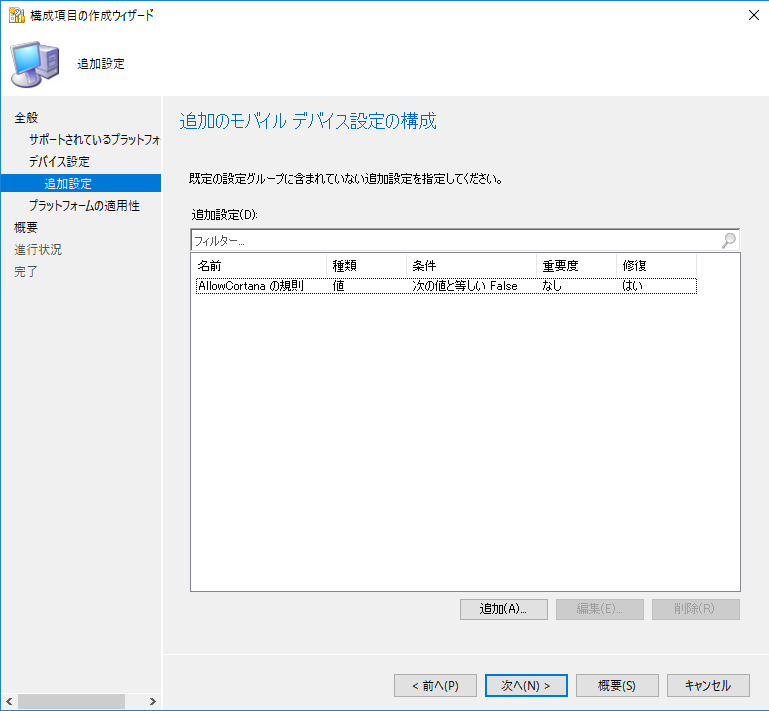 構成項目の作成ウィザード
追加設定
全般
サポートされているプラットフォ
デバイス設定
追加設定
プラットフォームの適用性
概要
進行状況
完了
追加のモバイル デバイス設定の構成
既定の設定グループに含まれていない追加設定を指定してください。
追加設定(D):
フィルター...
名前 種類 条件 重要度 修復
AllowCortana の規則 値 次の値と等しい False なし はい
追加(A)... 編集(E)... 削除(R)
< 前へ(P) 次へ(N) > 概要(S) キャンセル